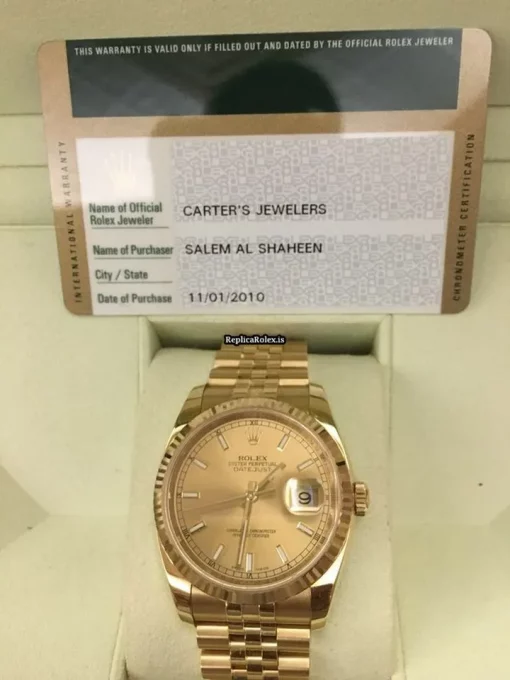 THIS WARRANTY IS VALID ONLY IF FILLED OUT AND DATED BY THE OFFICIAL ROLEX JEWELER
INTERNATIONAL WARRANTY
CHRONOMETER CERTIFICATION
Name of Official
Rolex Jeweler
CARTER'S JEWELERS
Name of Purchaser
SALEM AL SHAHEEN
City / State
Date of Purchase
11/01/2010
ReplicaRolex.is
ROLEX
OYSTER PERPETUAL
DATEJUST
9